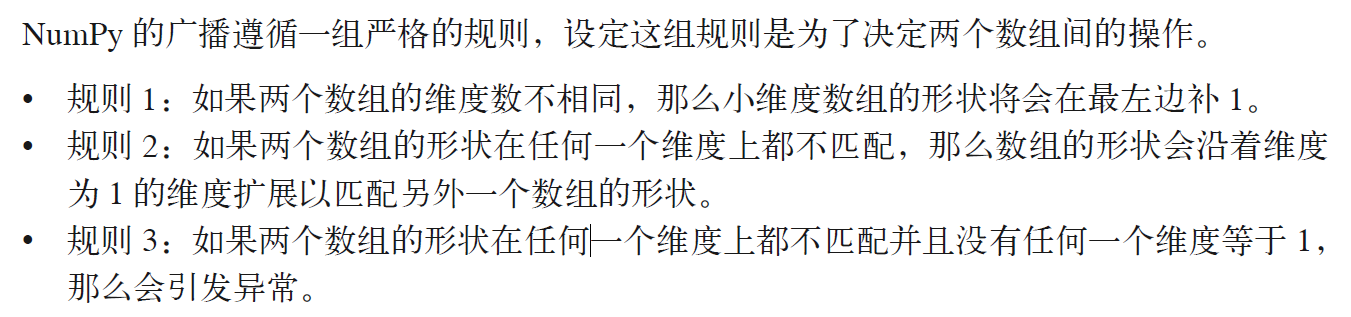 NumPy 的广播遵循一组严格的规则，设定这组规则是为了决定两个数组间的操作。
• 规则 1：如果两个数组的维度数不相同，那么小维度数组的形状将会在最左边补 1。
• 规则 2：如果两个数组的形状在任何一个维度上都不匹配，那么数组的形状会沿着维度
为 1 的维度扩展以匹配另外一个数组的形状。
• 规则 3：如果两个数组的形状在任何一个维度上都不匹配并且没有任何一个维度等于 1，
那么会引发异常。